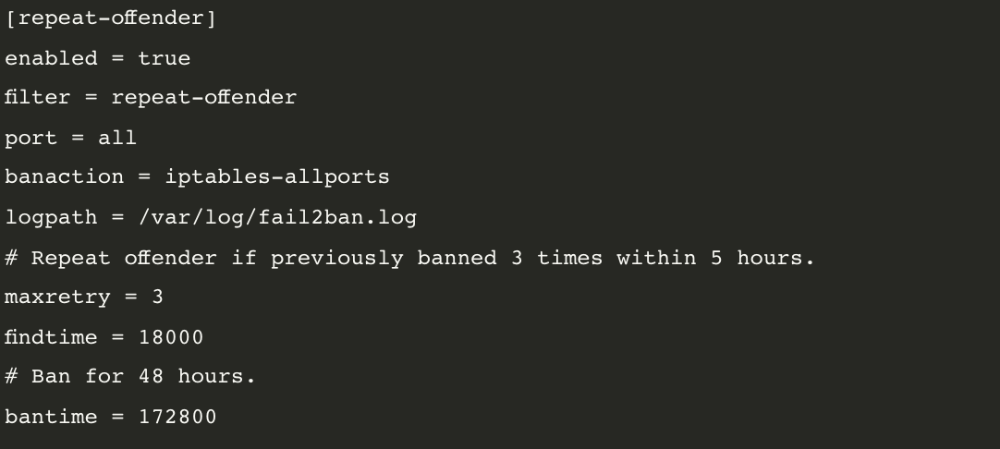 [repeat-offender]
enabled = true
filter = repeat-offender
port = all
banaction = iptables-allports
logpath = /var/log/fail2ban.log
# Repeat offender if previously banned 3 times within 5 hours.
maxretry = 3
findtime = 18000
# Ban for 48 hours.
bantime = 172800